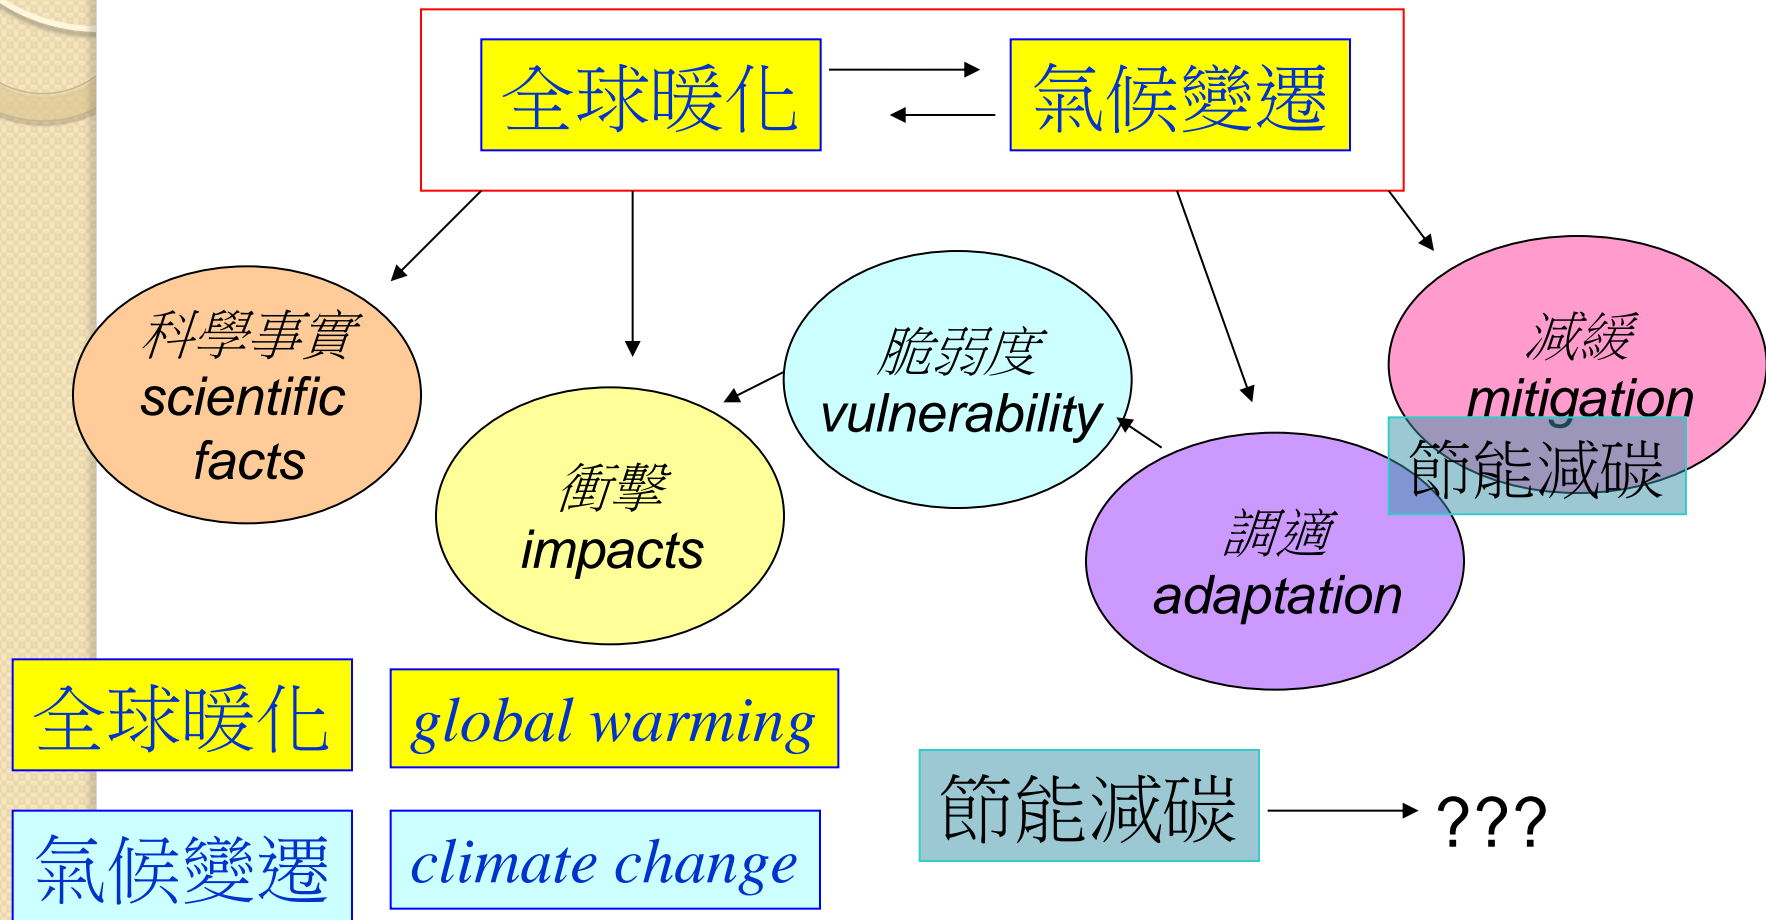 全球暖化
氣候變遷
科學事實
scientific
facts
衝擊
impacts
脆弱度
vulnerability
調適
adaptation
減緩
mitigation
節能減碳
全球暖化
global warming
氣候變遷
climate change
節能減碳
???